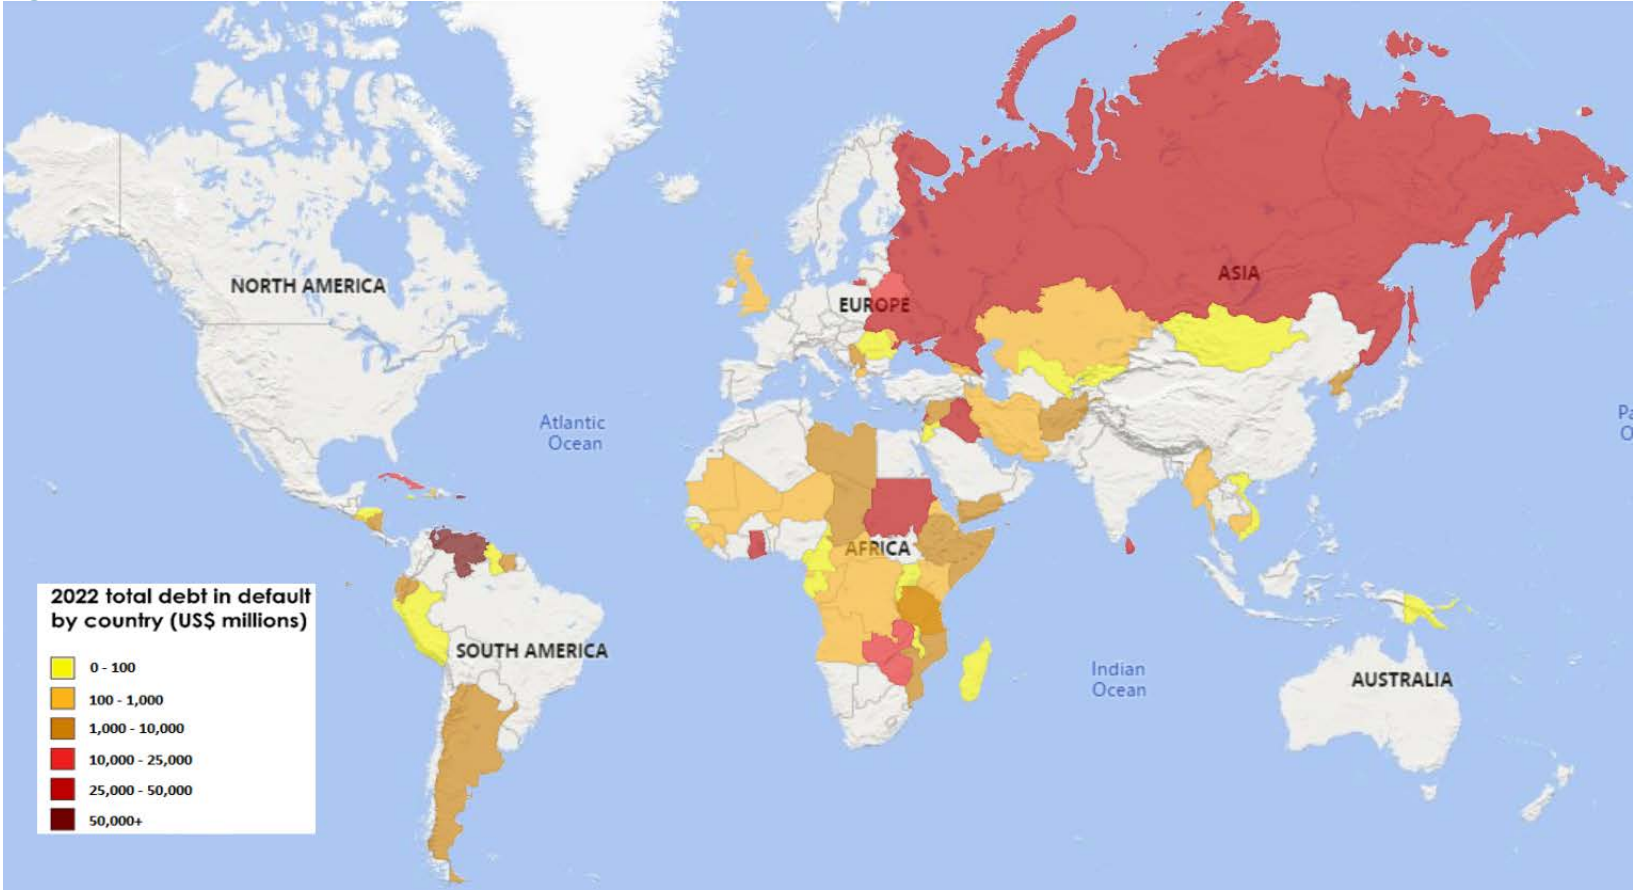 NORTH AMERICA
EUROPE
ASIA
Atlantic
Ocean
Pa
O
AFRICA
SOUTH AMERICA
Indian
Ocean
AUSTRALIA
2022 total debt in default
by country (US$ millions)
0 - 100
100 - 1,000
1,000 - 10,000
10,000 - 25,000
25,000 - 50,000
50,000+